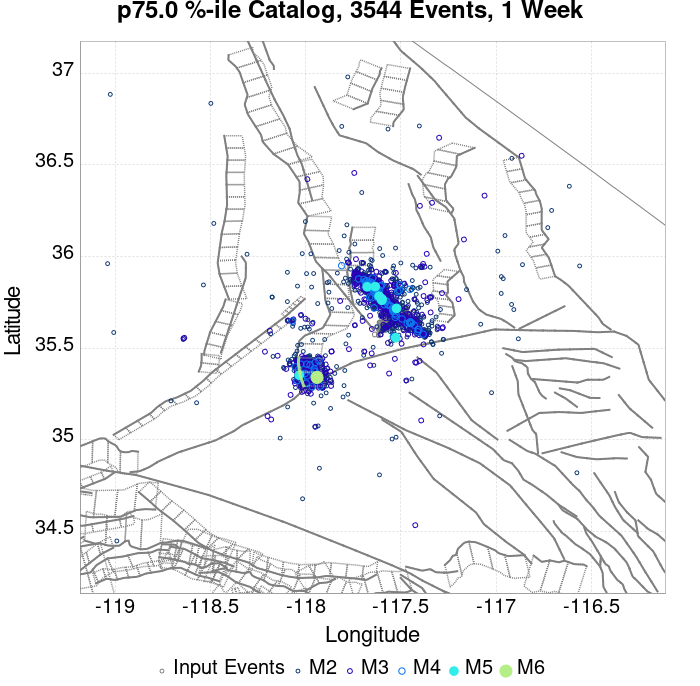 p75.0 %-ile Catalog, 3544 Events, 1 Week
37
36.5
36
35.5
35
34.5
Latitude
-119
-118.5
-118
-117.5
-117
-116.5
Longitude
Input Events
M2
M3
M4
M5
M6